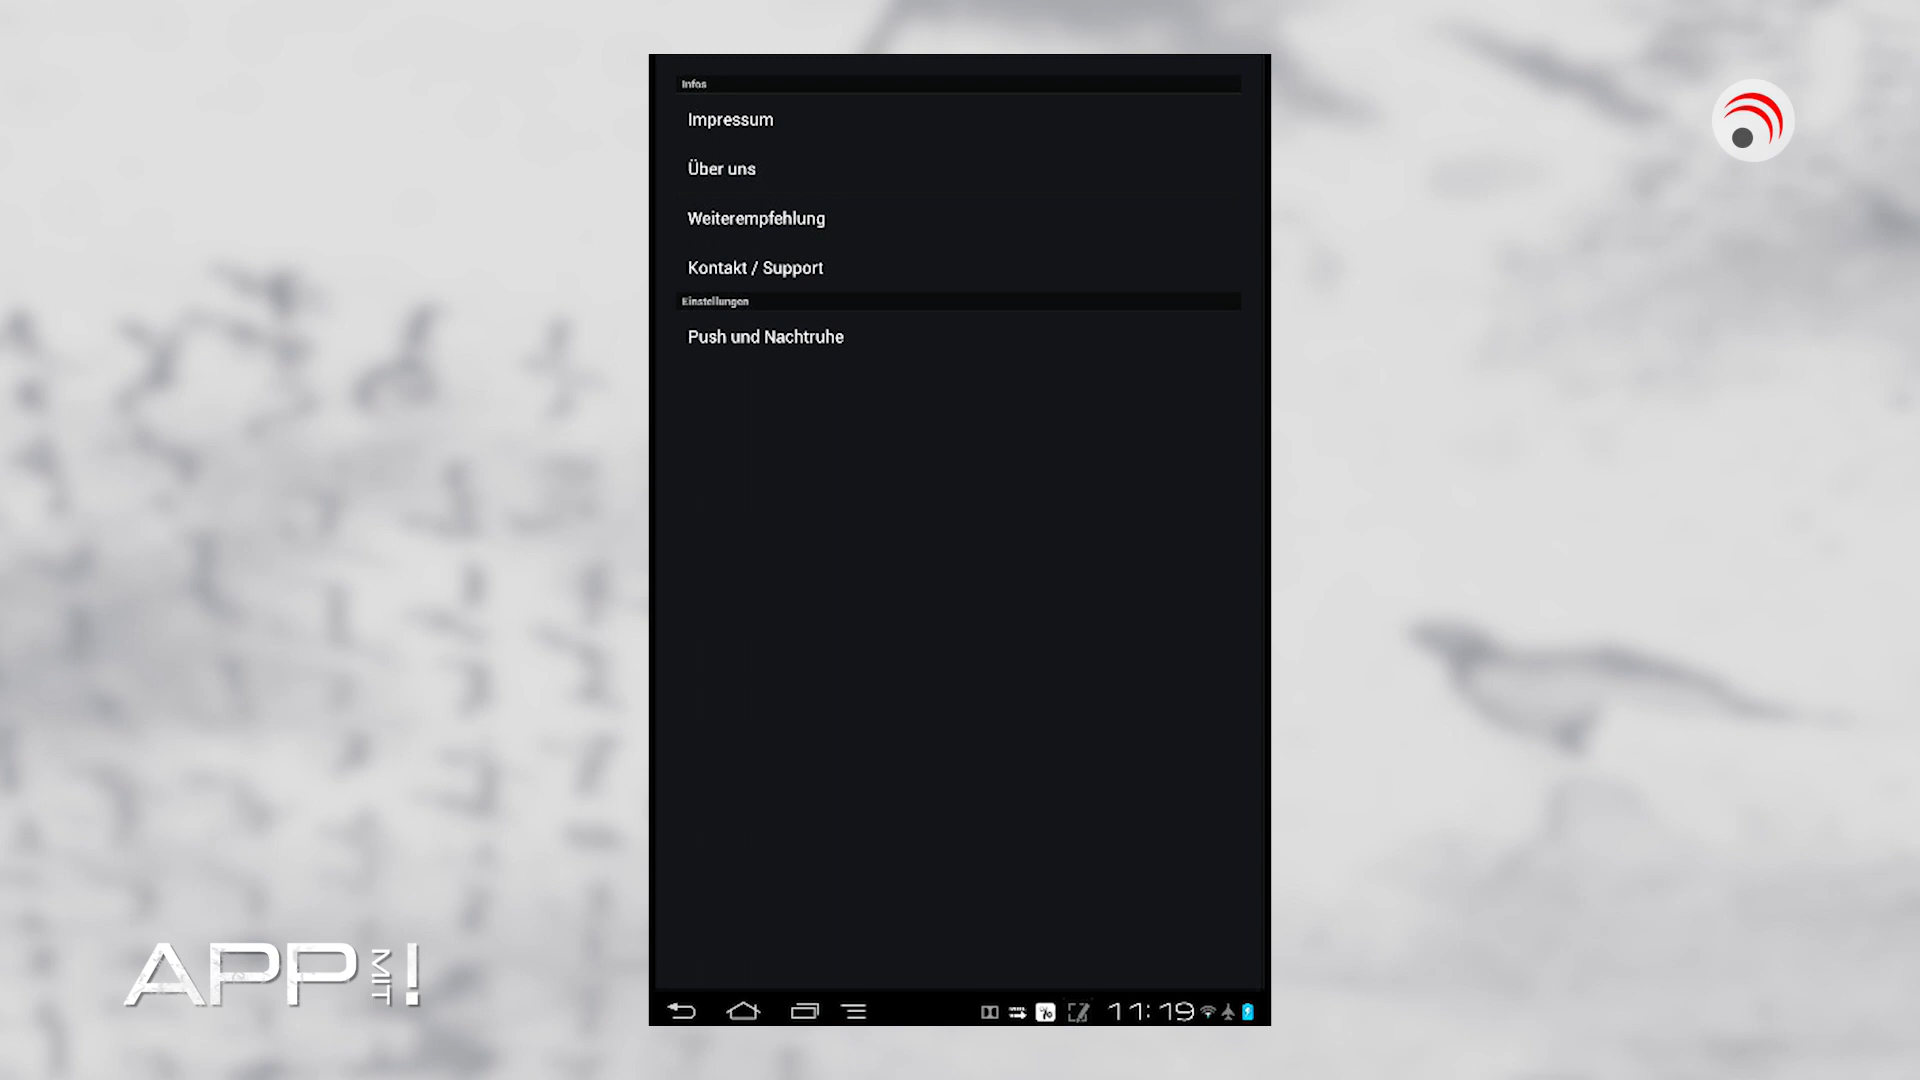 Infos
Impressum
Über uns
Weiterempfehlung
Kontakt / Support
Einstellungen
Push und Nachtruhe
11:19
APP MIT !